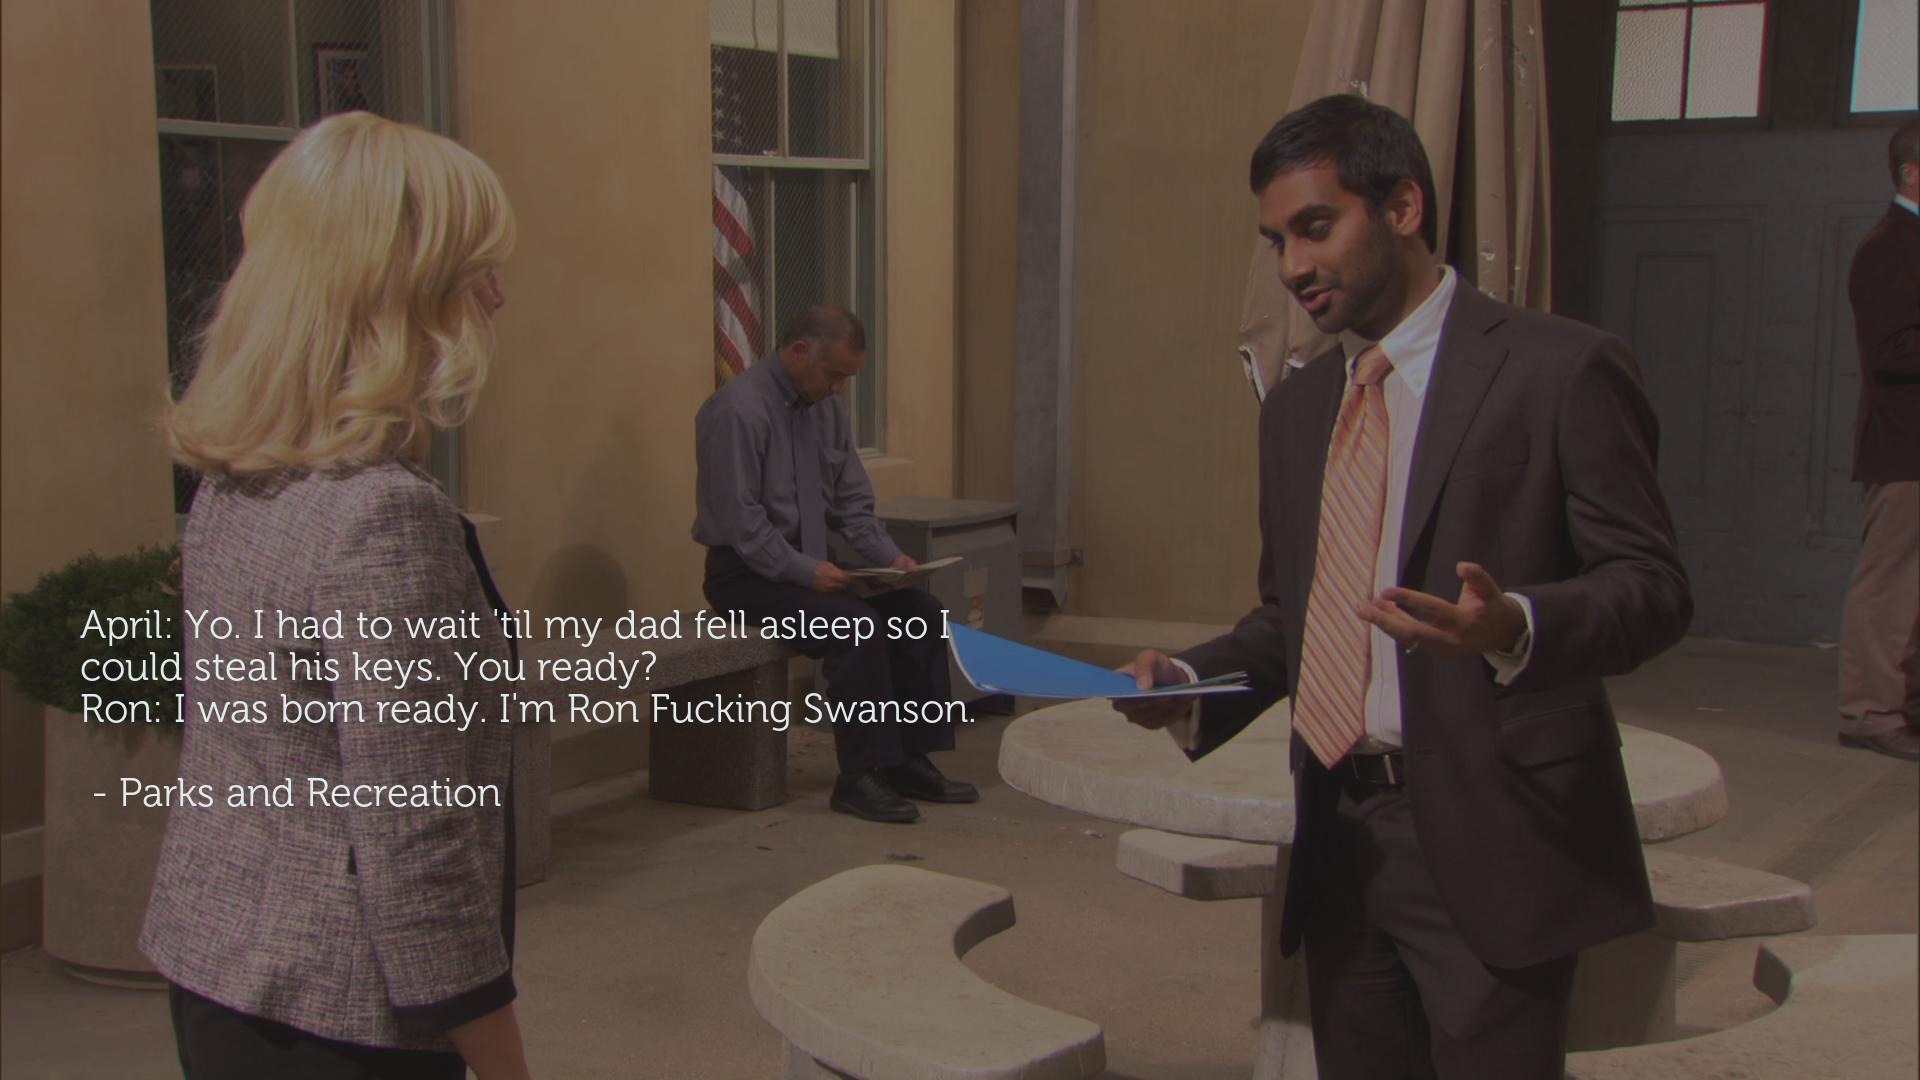 April: Yo. I had to wait 'til my dad fell asleep so I
could steal his keys. You ready?
Ron: I was born ready. I'm Ron Fucking Swanson.
- Parks and Recreation